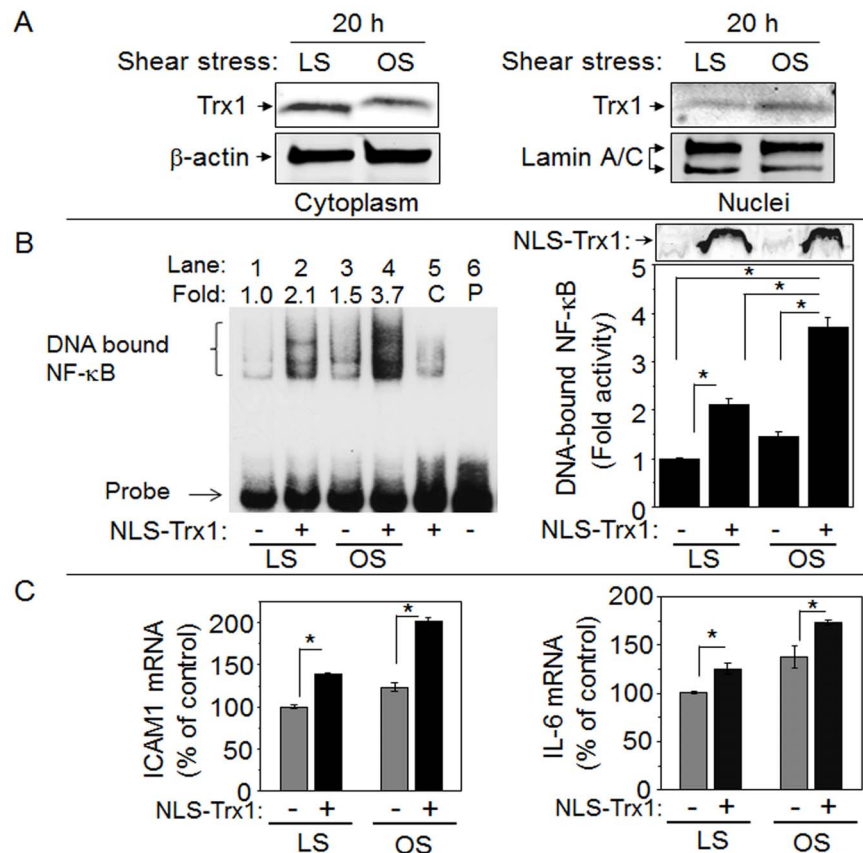 A
20 h
20 h
Shear stress: LS OS
Shear stress: LS OS
Trx1
Trx1
β-actin
Lamin A/C
Cytoplasm
Nuclei
B
NLS-Trx1:
Lane: 1 2 3 4 5 6
Fold: 1.0 2.1 1.5 3.7 C P
DNA bound
NF-κB
Probe
NLS-Trx1: - + - + + -
LS OS
DNA-bound NF-κB
(Fold activity)
5
4
3
2
1
0
* * * *
- + - +
LS OS
C
ICAM1 mRNA
(% of control)
200
150
100
50
0
* *
NLS-Trx1: - + - +
LS OS
IL-6 mRNA
(% of control)
200
150
100
50
0
* *
NLS-Trx1: - + - +
LS OS